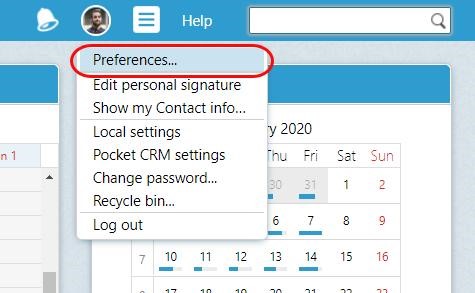 Help
Preferences...
Edit personal signature
Show my Contact info...
Local settings
Pocket CRM settings
Change password...
Recycle bin...
Log out
n 1
ry 2020
Thu Fri Sat Sun
30 31 1 2
6 7 8 9
7 10 11 12 13 14 15 16